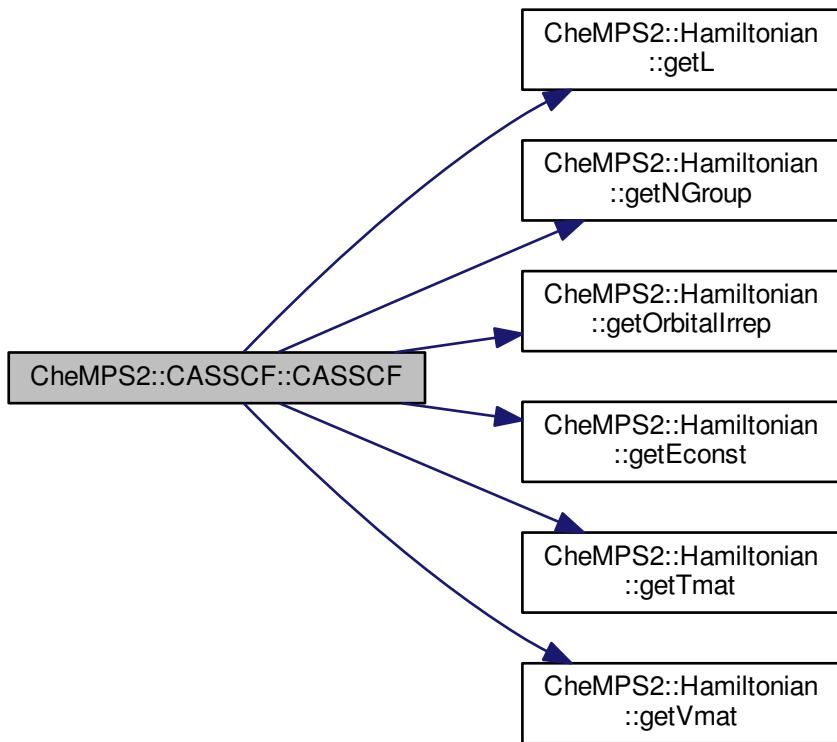 CheMPS2::Hamiltonian
::getL
CheMPS2::Hamiltonian
::getNGroup
CheMPS2::Hamiltonian
::getOrbitalIrrep
CheMPS2::CASSCF::CASSCF
CheMPS2::Hamiltonian
::getEconst
CheMPS2::Hamiltonian
::getTmat
CheMPS2::Hamiltonian
::getVmat